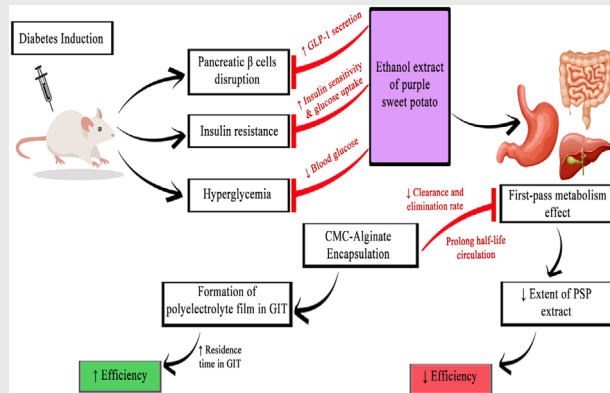 Diabetes Induction
Pancreatic β cells
disruption
Insulin resistance
Hyperglycemia
↑ GLP-1 secretion
↑ Insulin sensitivity
& glucose uptake
↓ Blood glucose
Ethanol extract
of purple
sweet potato
↓ Clearance and
elimination rate
Prolong half-life
circulation
First-pass metabolism
effect
CMC-Alginate
Encapsulation
Formation of
polyelectrolyte film in GIT
↓ Extent of PSP
extract
↑ Residence
time in GIT
↑ Efficiency
↓ Efficiency